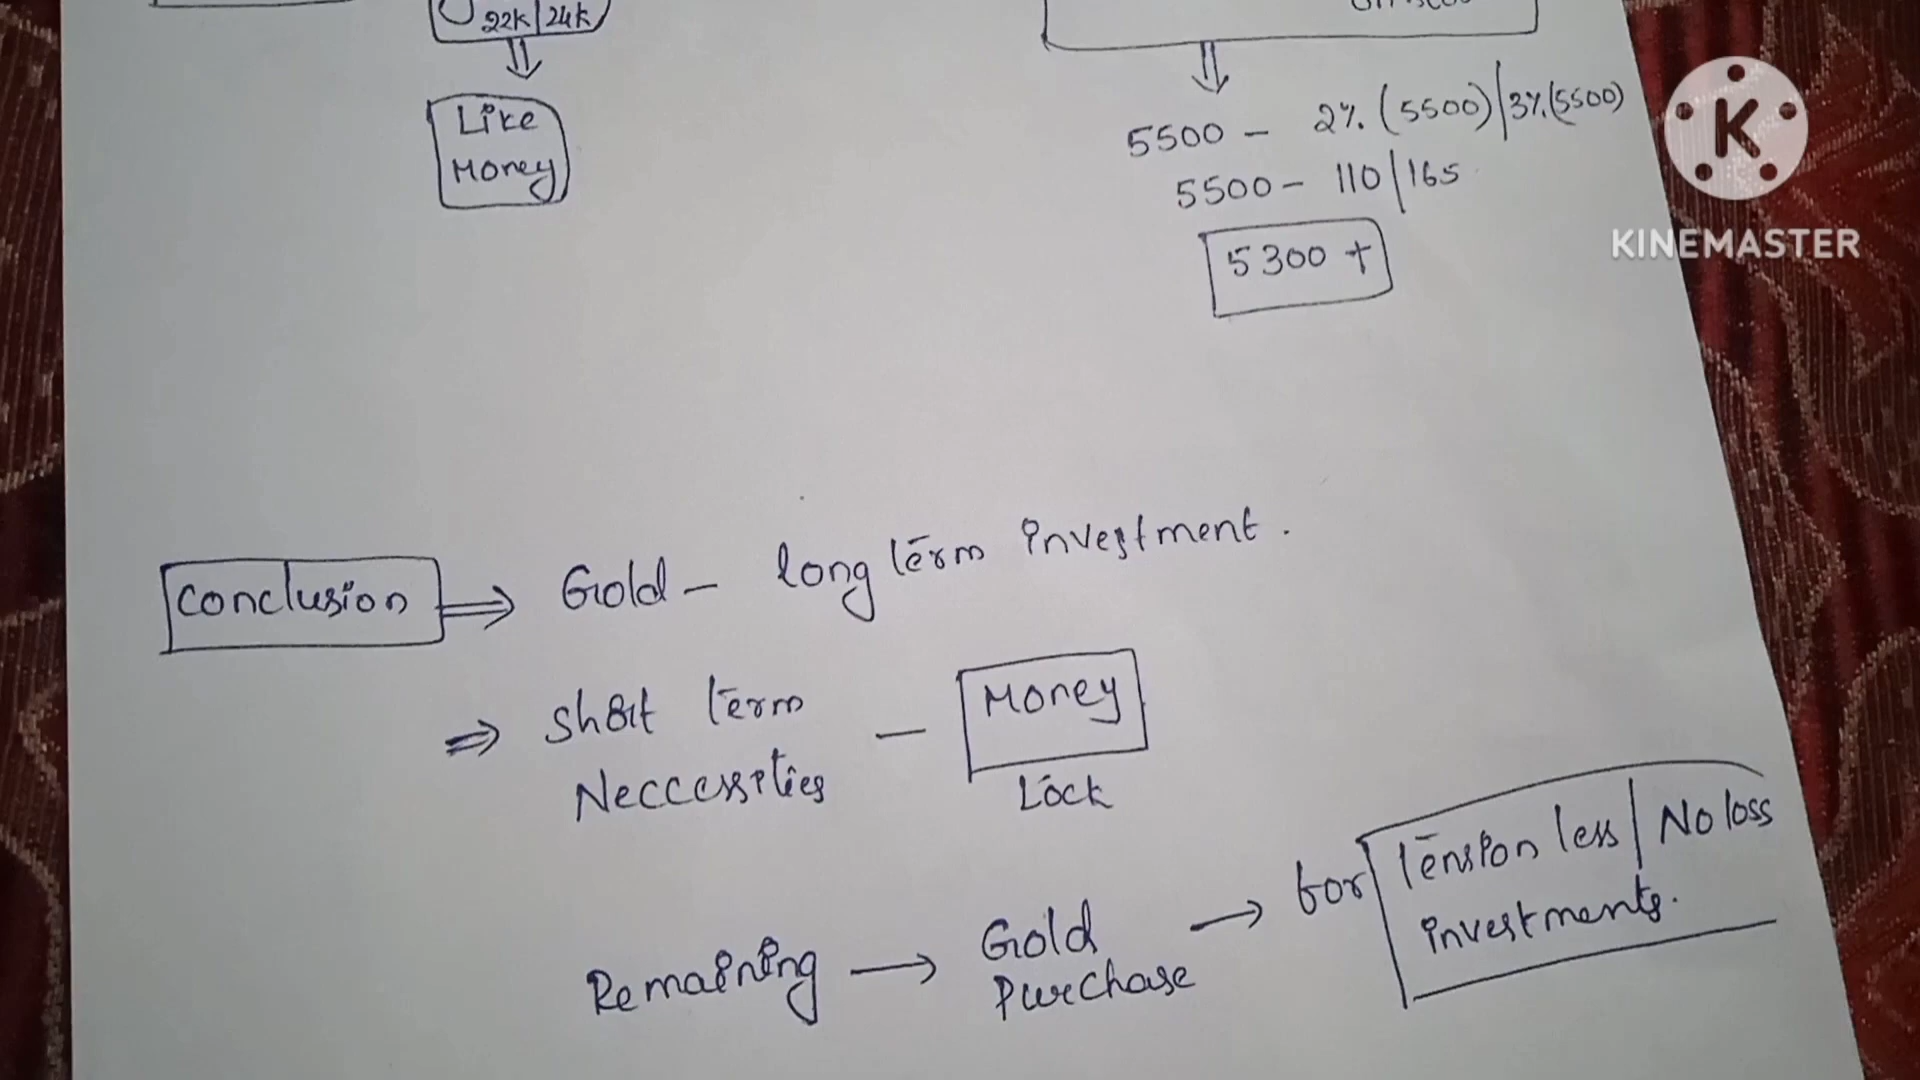 22K|24K
Like
Money
5500 - 2%. (5500)|3%.(5500)
5500 - 110|165
5300 +
KINEMASTER
Conclusion ⇒ Gold - long term investment.
⇒ Short term
Neccessities - Money
Lock
Remaining → Gold
Purchase → for Tension less | No loss
investments.